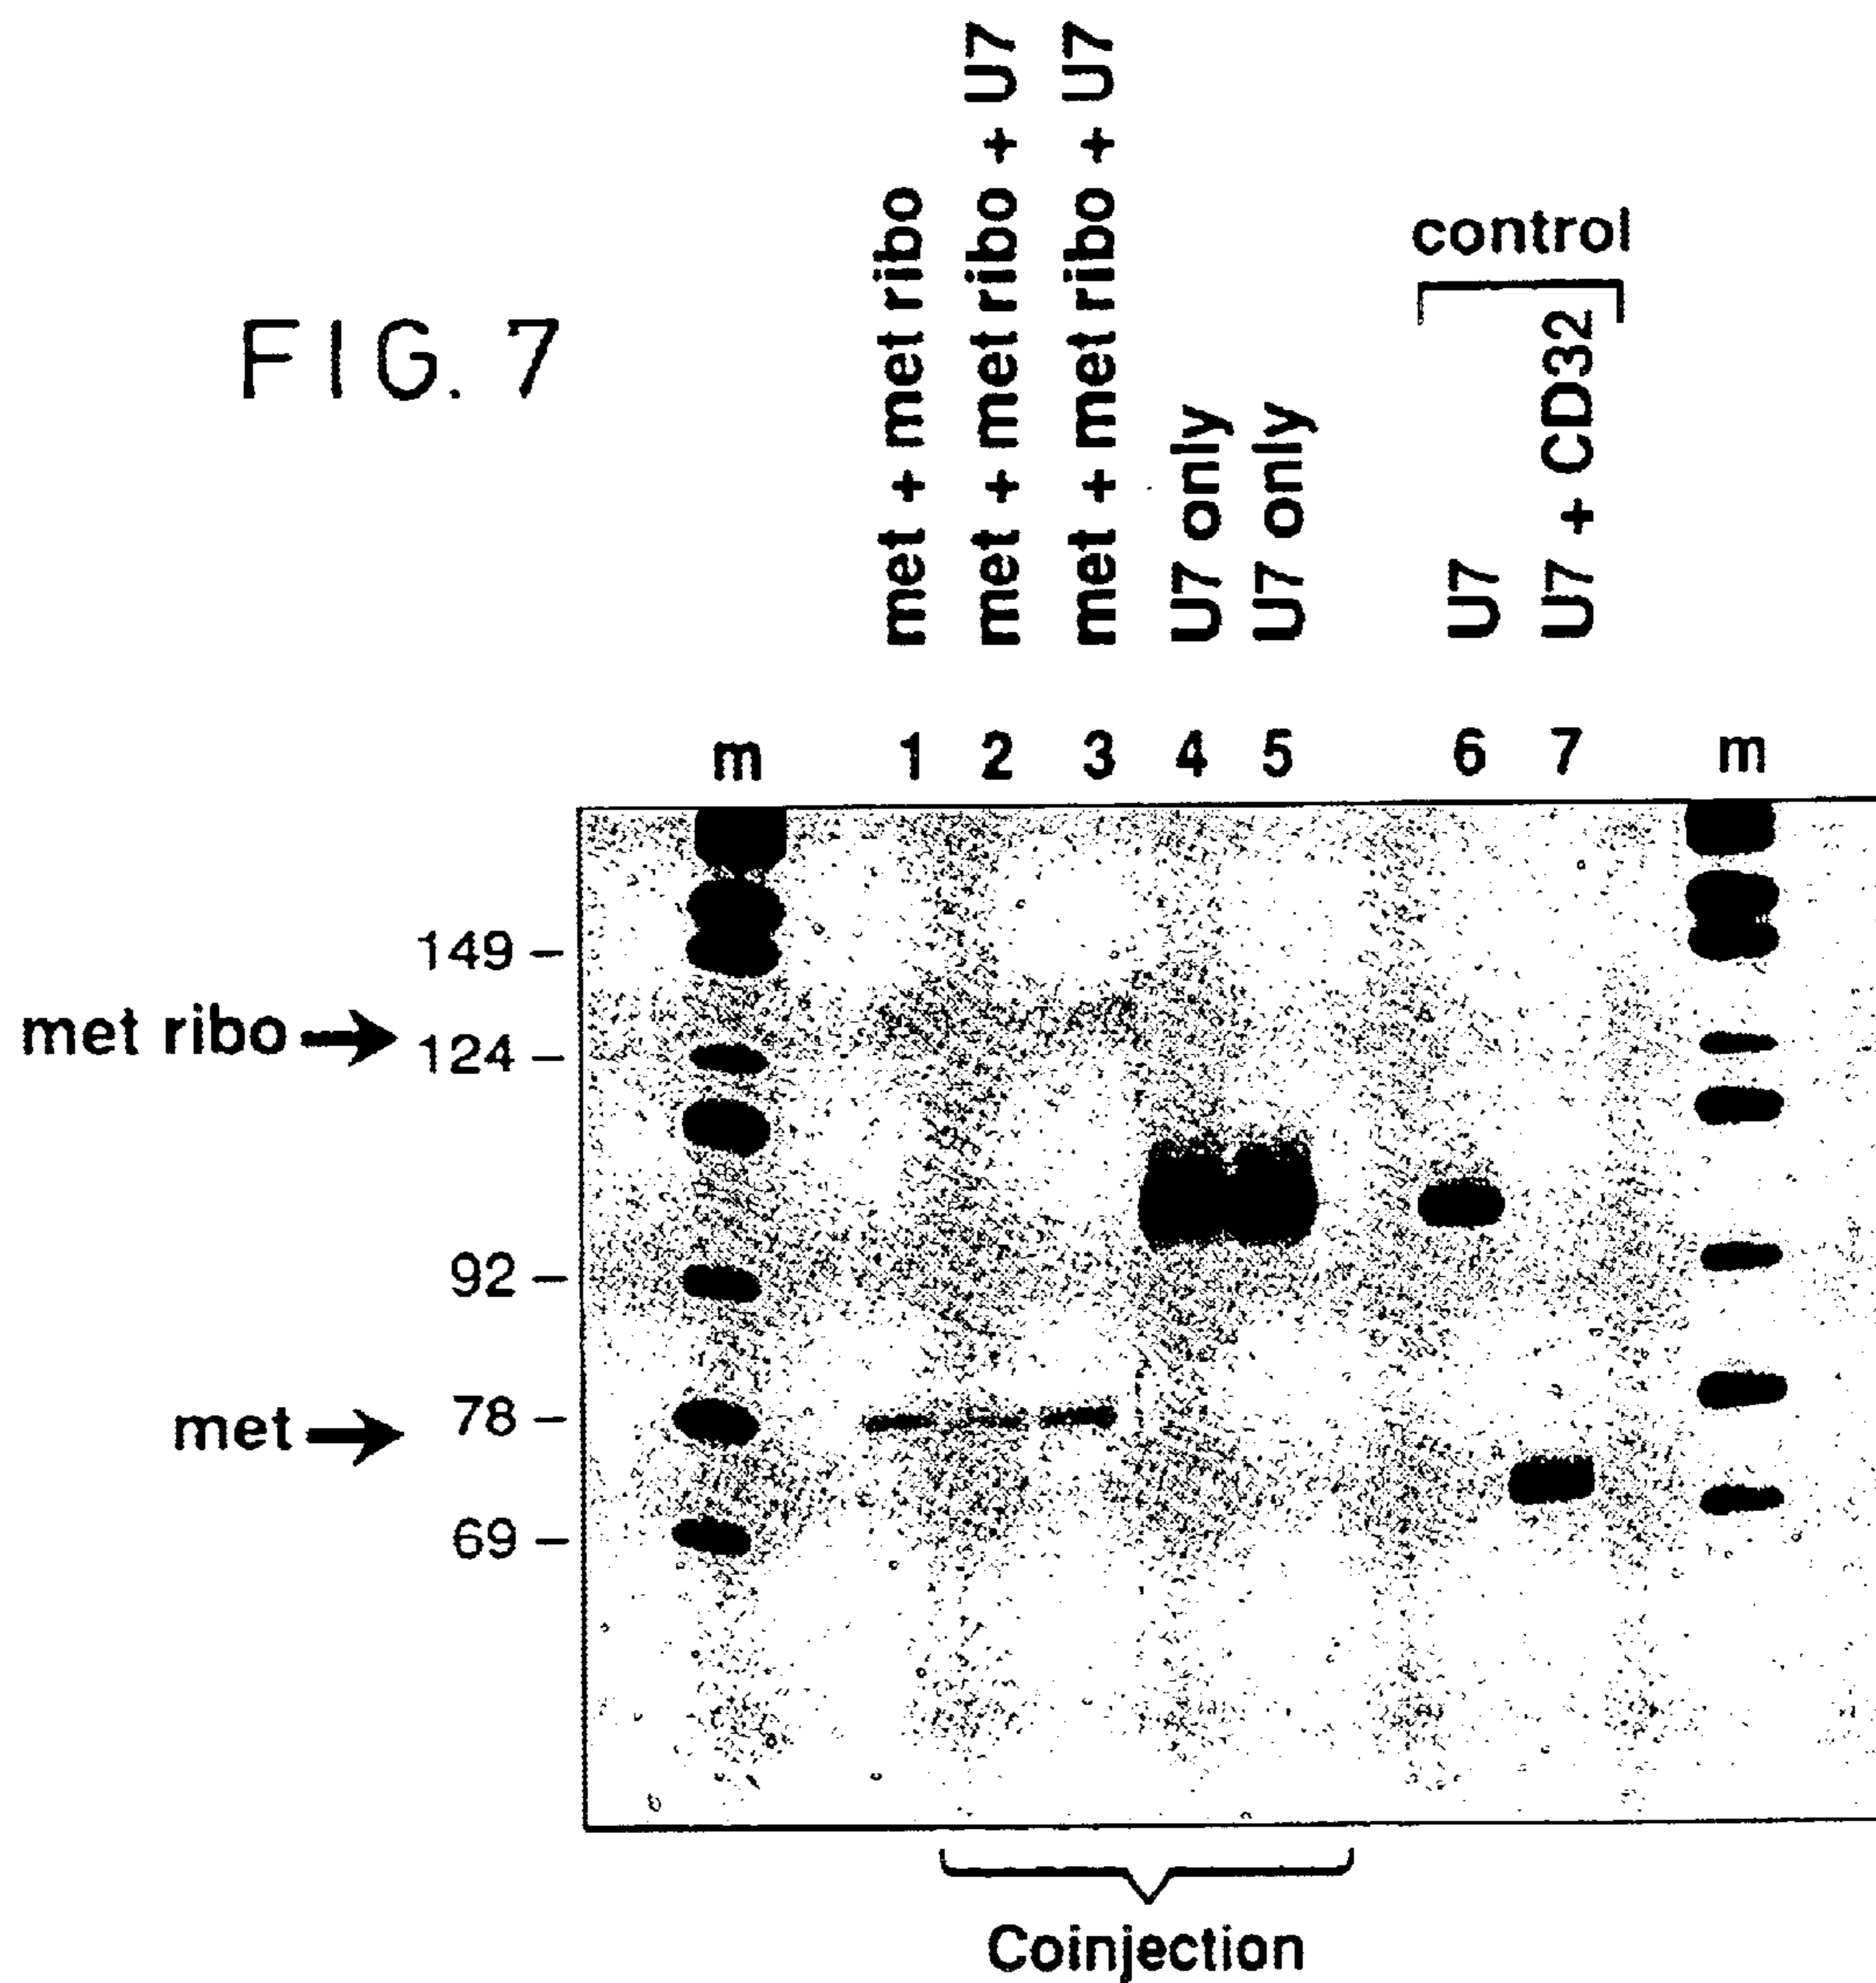 FIG. 7
met + met ribo
met + met ribo + U7
met + met ribo + U7
U7 only
U7 only
control
U7
U7 + CD32
m 1 2 3 4 5 6 7 m
149 –
met ribo → 124 –
92 –
met → 78 –
69 –
Coinjection